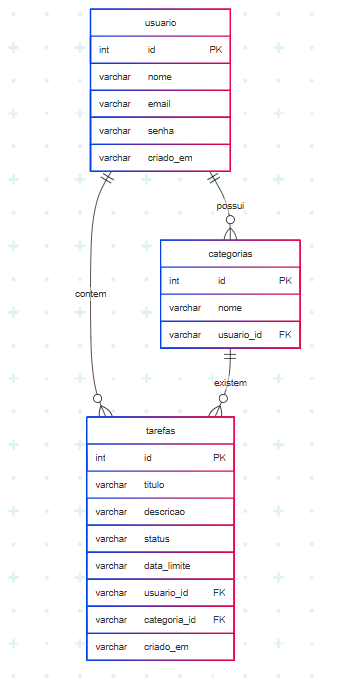 usuario
int id PK
varchar nome
varchar email
varchar senha
varchar criado_em
possui
categorias
int id PK
varchar nome
varchar usuario_id FK
contem
existem
tarefas
int id PK
varchar titulo
varchar descricao
varchar status
varchar data_limite
varchar usuario_id FK
varchar categoria_id FK
varchar criado_em